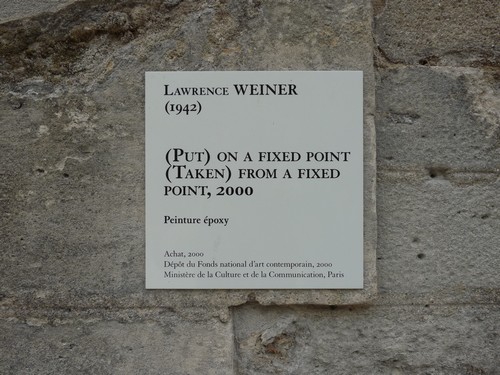 Lawrence WEINER
(1942)
(Put) on a fixed point
(Taken) from a fixed
point, 2000
Peinture époxy
Achat, 2000
Dépôt du Fonds national d'art contemporain, 2000
Ministère de la Culture et de la Communication, Paris